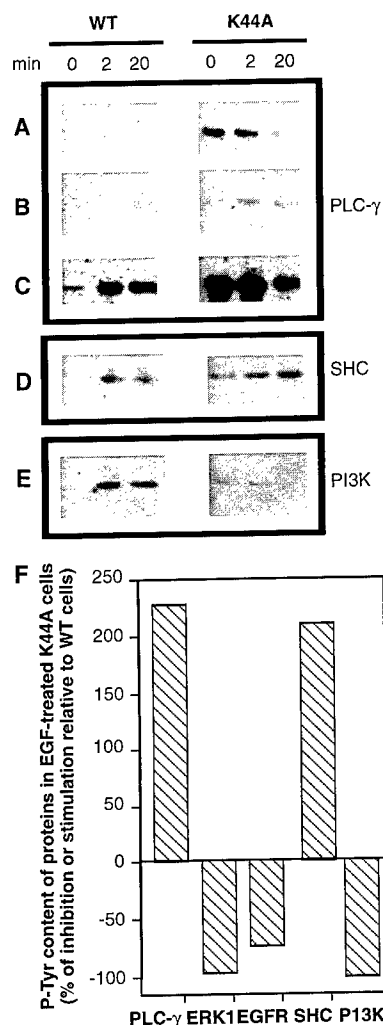 WT K44A
min 0 2 20 0 2 20
A
B PLC-γ
C
D SHC
E PI3K
F
P-Tyr content of proteins in EGF-treated K44A cells
(% of inhibition or stimulation relative to WT cells)
250
200
150
100
50
0
-50
-100
PLC-γ ERK1 EGFR SHC P13K